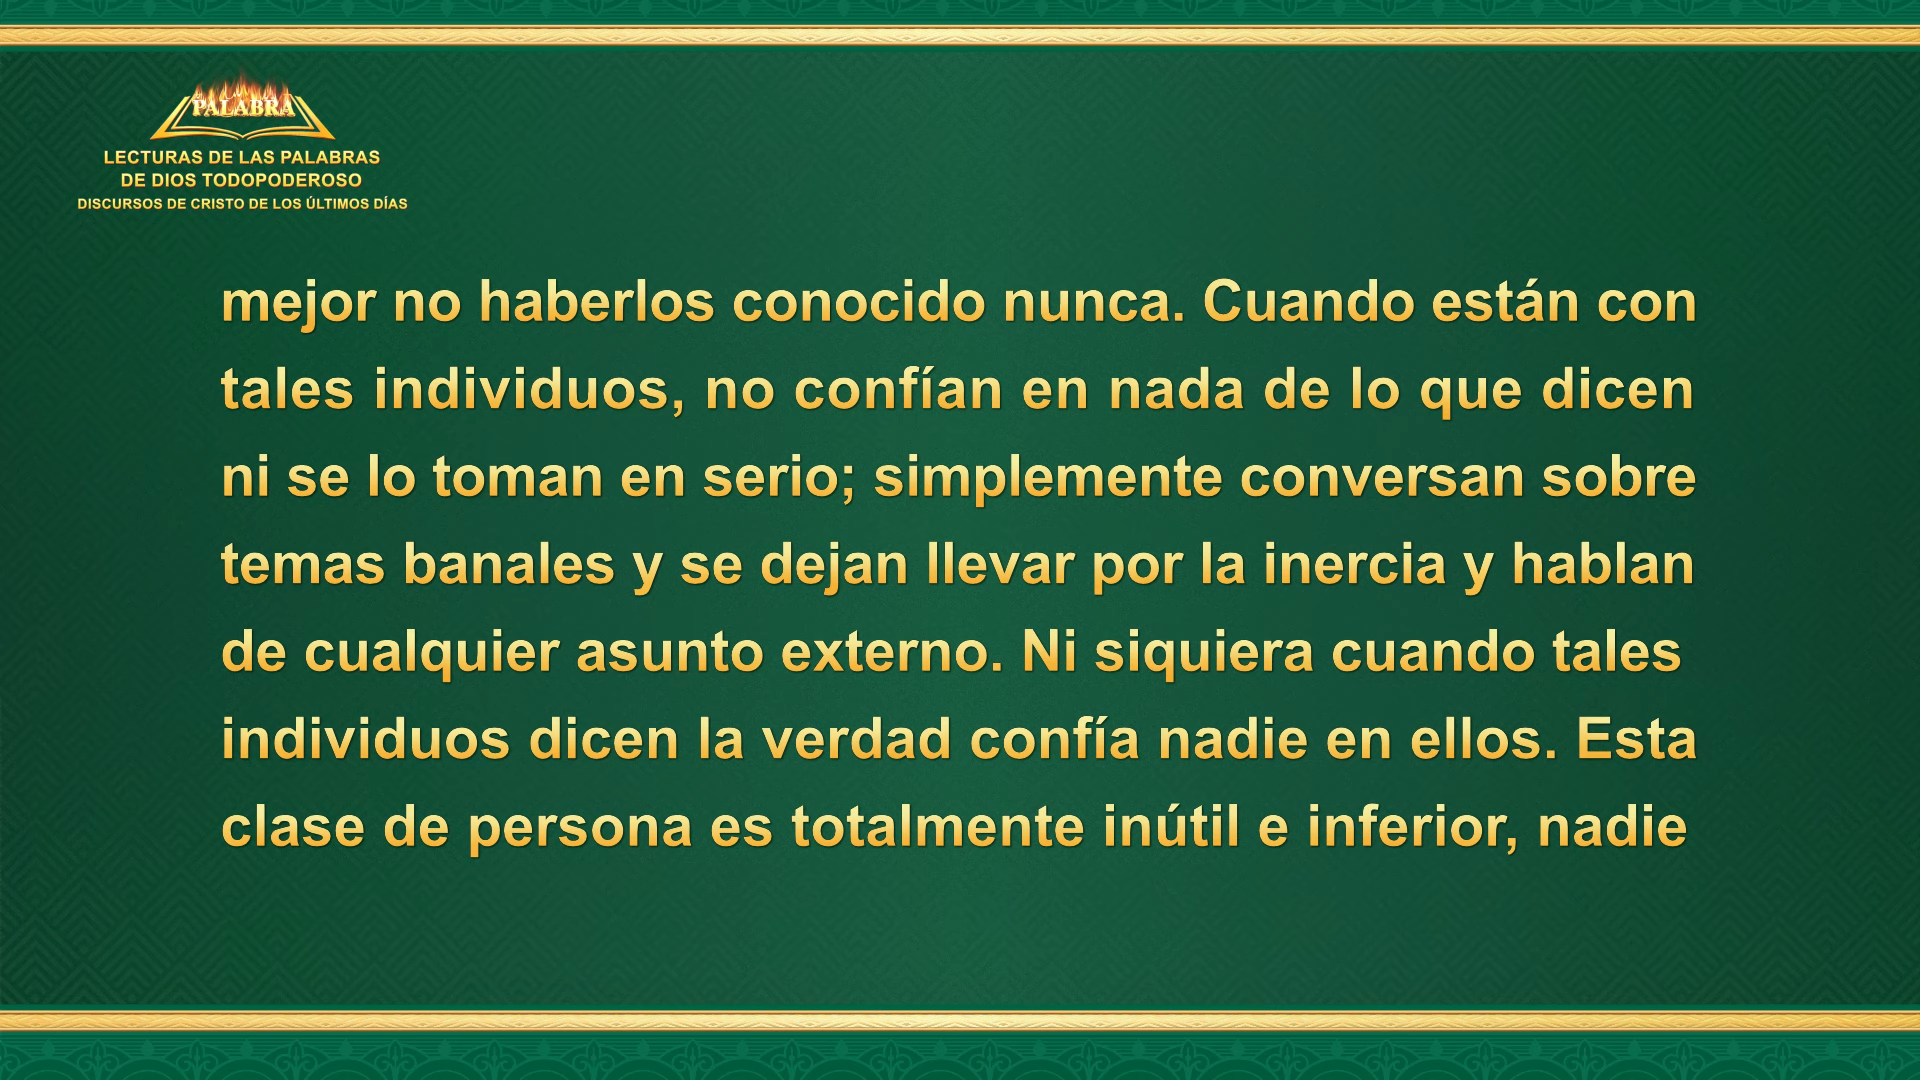 PALABRA
LECTURAS DE LAS PALABRAS
DE DIOS TODOPODEROSO
DISCURSOS DE CRISTO DE LOS ÚLTIMOS DÍAS
mejor no haberlos conocido nunca. Cuando están con
tales individuos, no confían en nada de lo que dicen
ni se lo toman en serio; simplemente conversan sobre
temas banales y se dejan llevar por la inercia y hablan
de cualquier asunto externo. Ni siquiera cuando tales
individuos dicen la verdad confía nadie en ellos. Esta
clase de persona es totalmente inútil e inferior, nadie